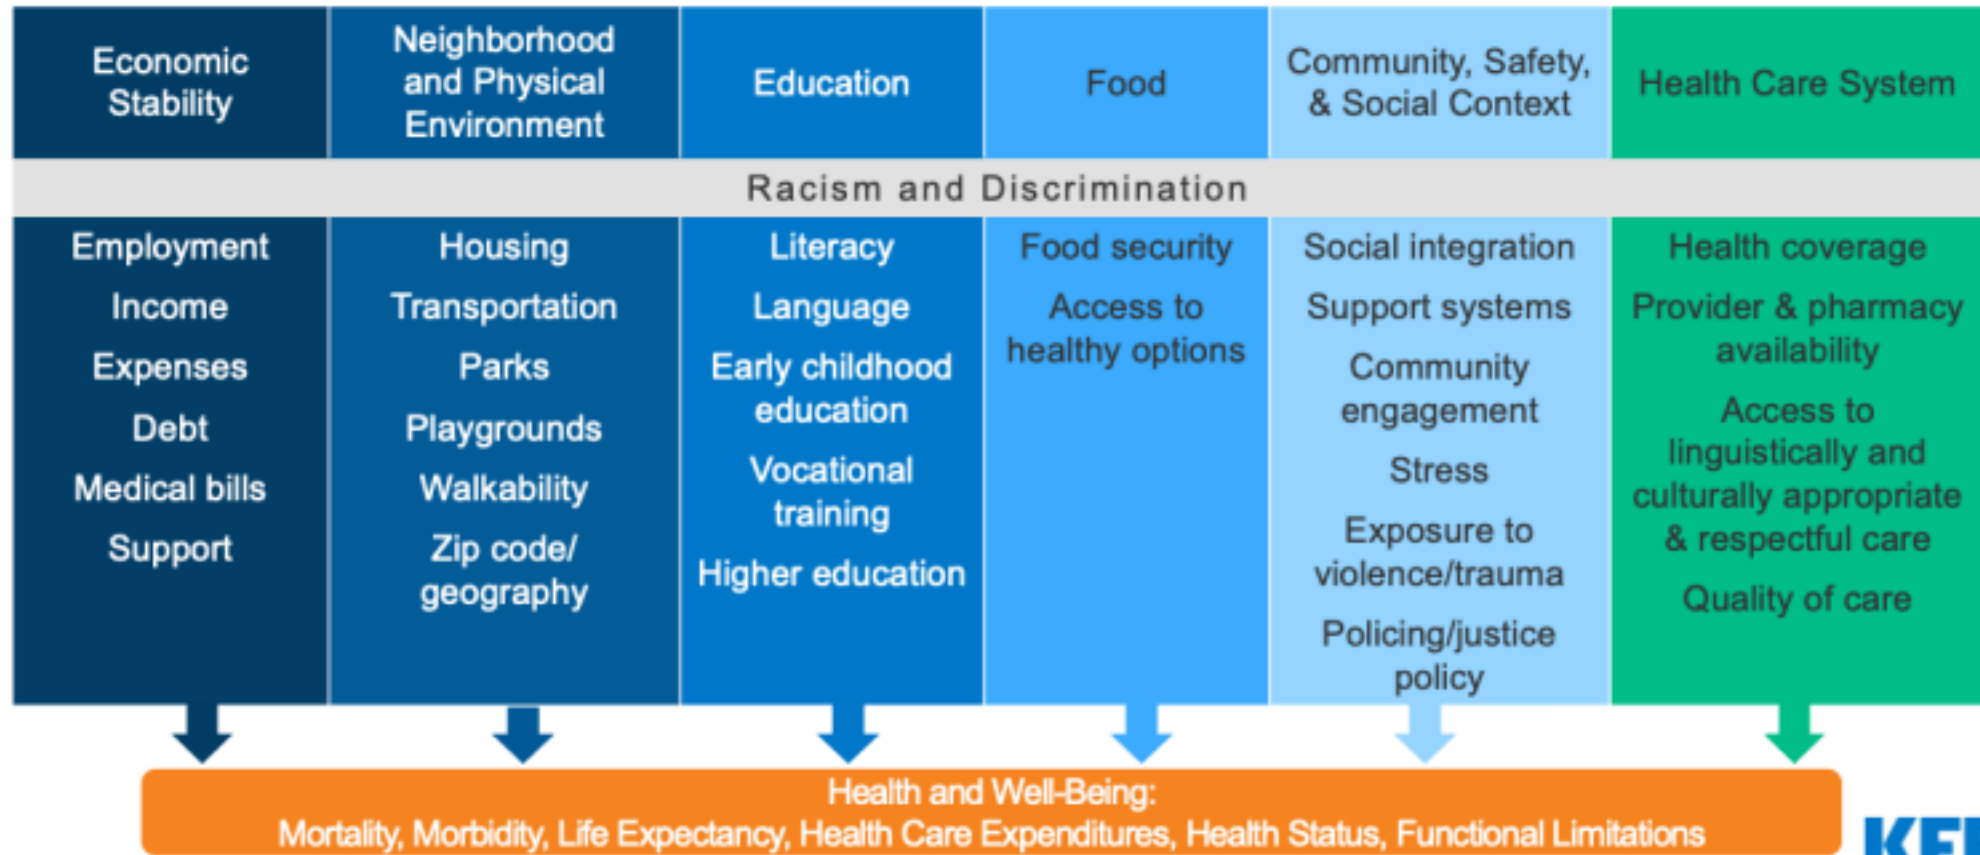 Economic
Stability
Neighborhood
and Physical
Environment
Education
Food
Community, Safety,
& Social Context
Health Care System
Racism and Discrimination
Employment
Income
Expenses
Debt
Medical bills
Support
Housing
Transportation
Parks
Playgrounds
Walkability
Zip code/
geography
Literacy
Language
Early childhood
education
Vocational
training
Higher education
Food security
Access to
healthy options
Social integration
Support systems
Community
engagement
Stress
Exposure to
violence/trauma
Policing/justice
policy
Health coverage
Provider & pharmacy
availability
Access to
linguistically and
culturally appropriate
& respectful care
Quality of care
Health and Well-Being:
Mortality, Morbidity, Life Expectancy, Health Care Expenditures, Health Status, Functional Limitations